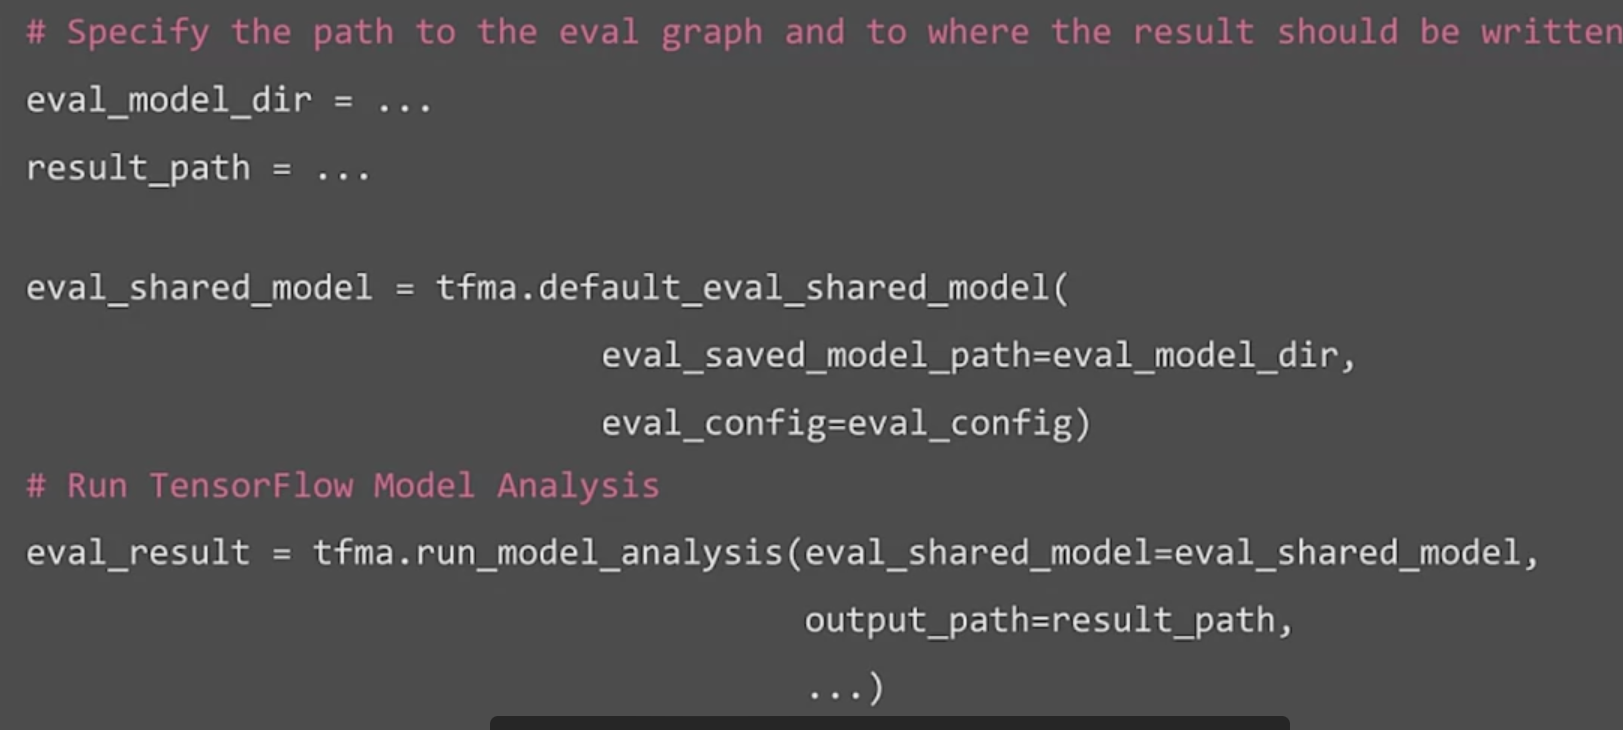 # Specify the path to the eval graph and to where the result should be written
eval_model_dir = ...
result_path = ...
eval_shared_model = tfma.default_eval_shared_model(
eval_saved_model_path=eval_model_dir,
eval_config=eval_config)
# Run TensorFlow Model Analysis
eval_result = tfma.run_model_analysis(eval_shared_model=eval_shared_model,
output_path=result_path,
...)